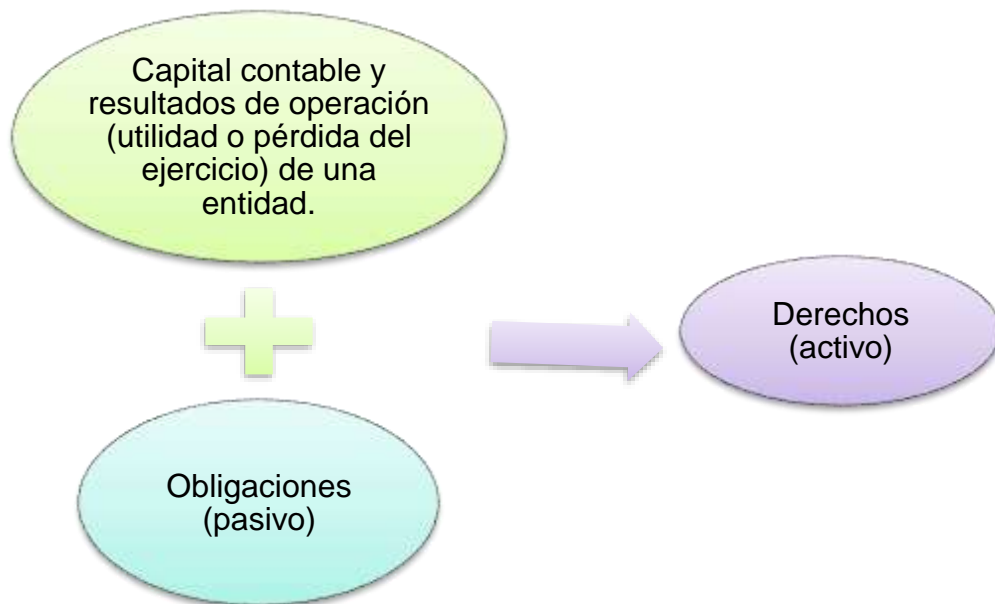 Capital contable y
resultados de operación
(utilidad o pérdida del
ejercicio) de una
entidad.
Derechos
(activo)
Obligaciones
(pasivo)